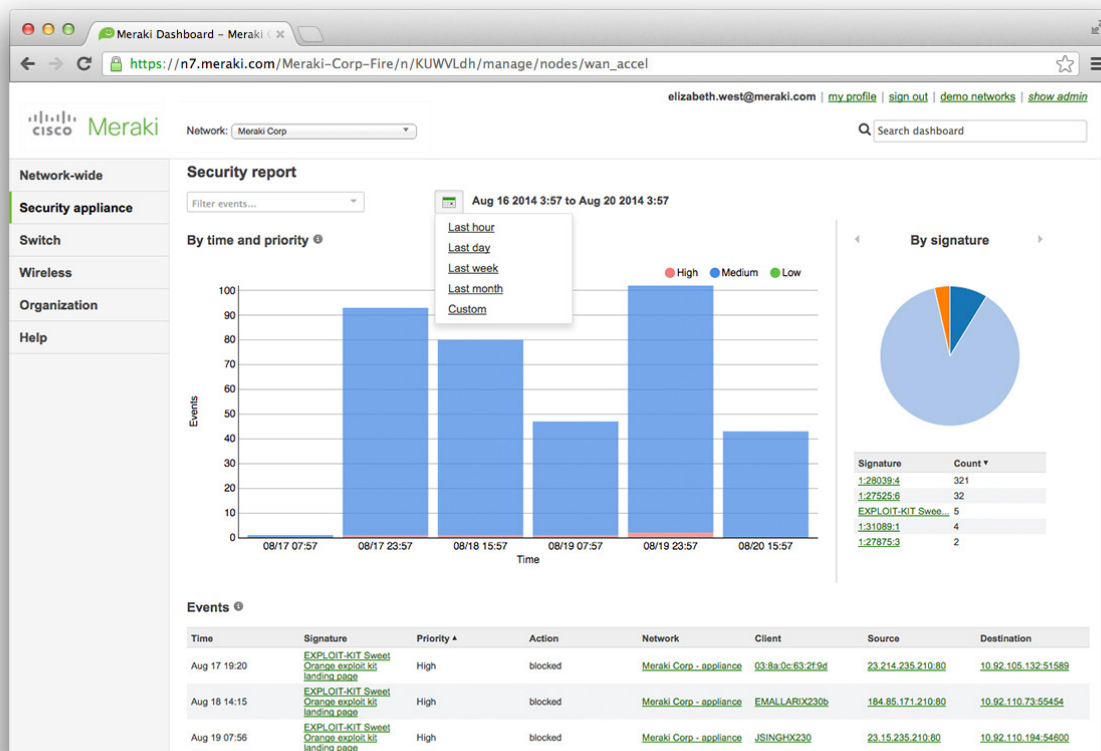 Meraki Dashboard – Meraki C
https://n7.meraki.com/Meraki-Corp-Fire/n/KUWVLdh/manage/nodes/wan_accel
elizabeth.west@meraki.com | my profile | sign out | demo networks | show admin
CISCO Meraki
Network: Meraki Corp
Search dashboard
Network-wide
Security appliance
Switch
Wireless
Organization
Help
Security report
Filter events...
Aug 16 2014 3:57 to Aug 20 2014 3:57
Last hour
Last day
Last week
Last month
Custom
By time and priority
High Medium Low
100
90
80
70
60
50
40
30
20
10
0
Events
08/17 07:57 08/17 23:57 08/18 15:57 08/19 07:57 08/19 23:57 08/20 15:57
Time
By signature
Signature Count
1:28039:4 321
1:27525:6 32
EXPLOIT-KIT Swee... 5
1:31089:1 4
1:27875:3 2
Events
Time Signature Priority Action Network Client Source Destination
Aug 17 19:20 EXPLOIT-KIT Sweet Orange exploit kit landing page High blocked Meraki Corp - appliance 03:8a:0c:63:2f:9d 23.214.235.210:80 10.92.105.132:51589
Aug 18 14:15 EXPLOIT-KIT Sweet Orange exploit kit landing page High blocked Meraki Corp - appliance EMALLARIX230b 184.85.171.210:80 10.92.110.73:55454
Aug 19 07:56 EXPLOIT-KIT Sweet Orange exploit kit landing page High blocked Meraki Corp - appliance JSINGHX230 23.15.235.210:80 10.92.110.194:54600